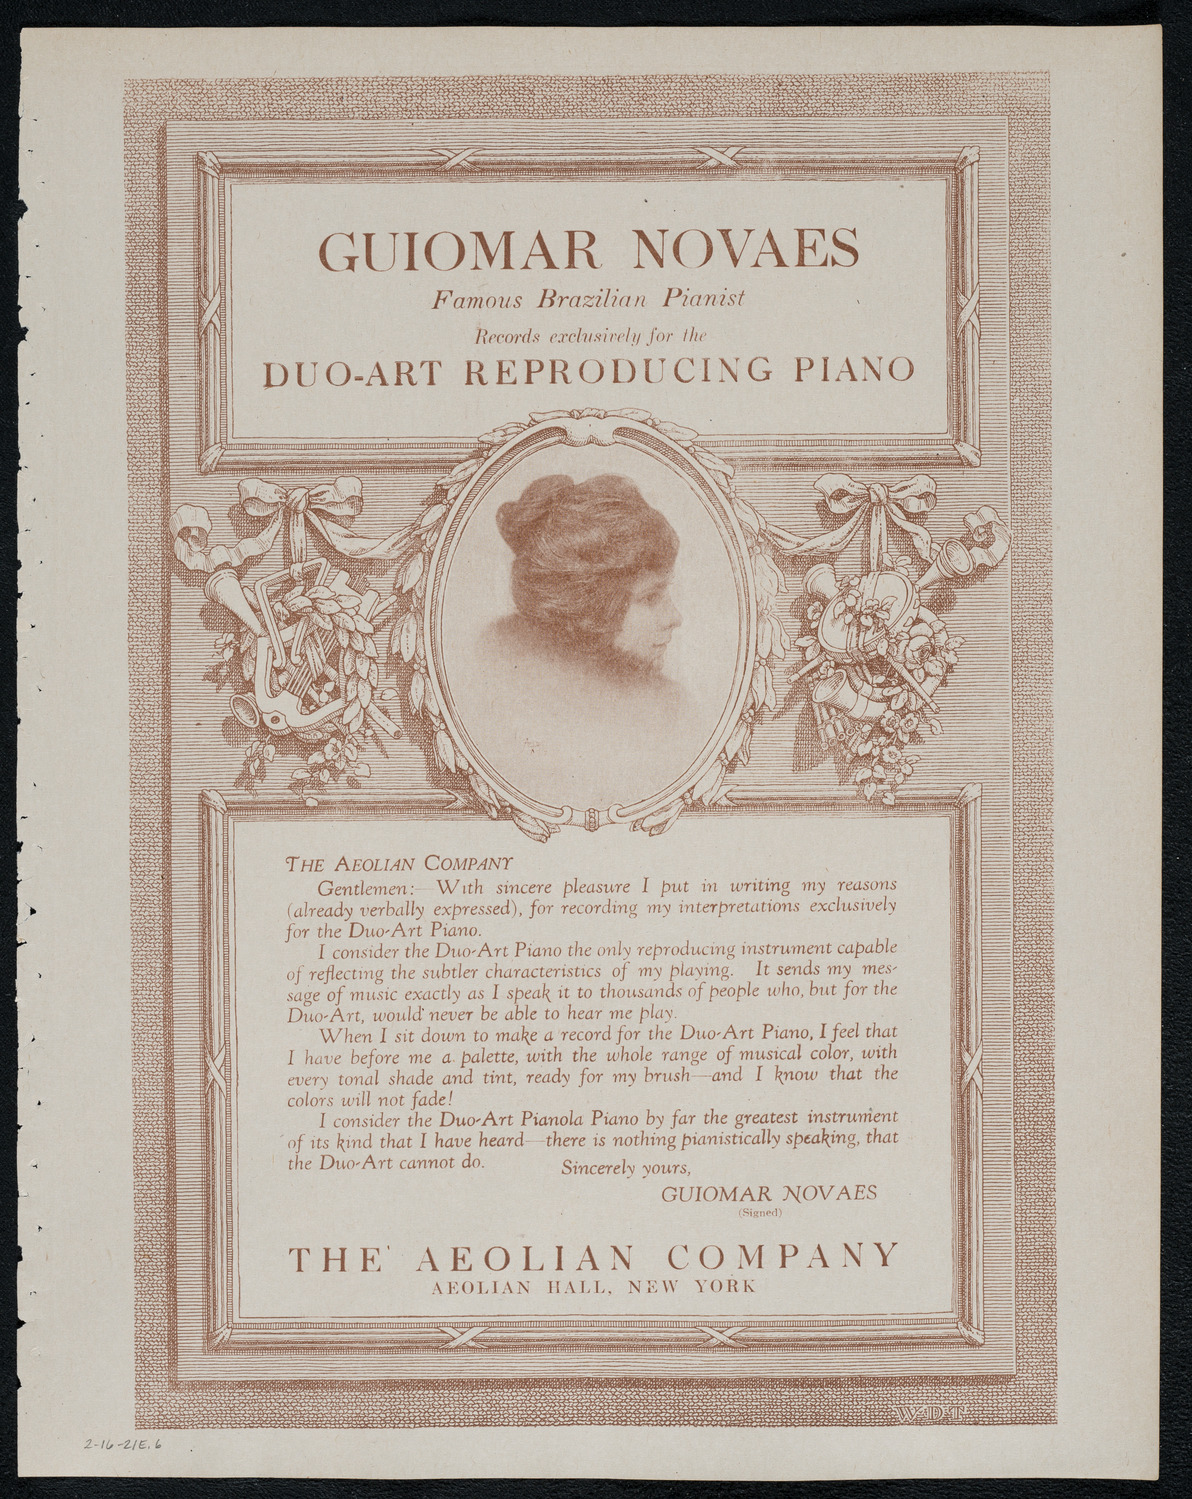 GUIOMAR NOVAES
Famous Brazilian Pianist
Records exclusively for the
DUO-ART REPRODUCING PIANO
THE AEOLIAN COMPANY
Gentlemen:—With sincere pleasure I put in writing my reasons
(already verbally expressed), for recording my interpretations exclusively
for the Duo-Art Piano.
I consider the Duo-Art Piano the only reproducing instrument capable
of reflecting the subtler characteristics of my playing. It sends my mes-
sage of music exactly as I speak it to thousands of people who, but for the
Duo-Art, would never be able to hear me play.
When I sit down to make a record for the Duo-Art Piano, I feel that
I have before me a palette, with the whole range of musical color, with
every tonal shade and tint, ready for my brush—and I know that the
colors will not fade!
I consider the Duo-Art Pianola Piano by far the greatest instrument
of its kind that I have heard—there is nothing pianistically speaking, that
the Duo-Art cannot do. Sincerely yours,
GUIOMAR NOVAES
(Signed)
THE AEOLIAN COMPANY
AEOLIAN HALL, NEW YORK
W·D·T
2-16-21E.6